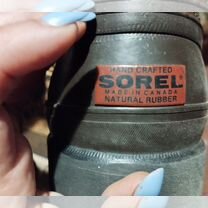 HAND CRAFTED
SOREL
MADE IN CANADA
NATURAL RUBBER